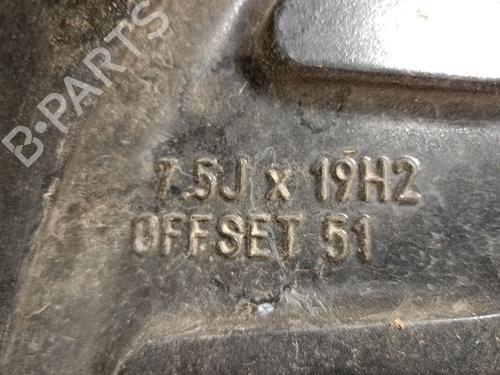 B-PARTS
7.5J x 19H2
OFFSET 51